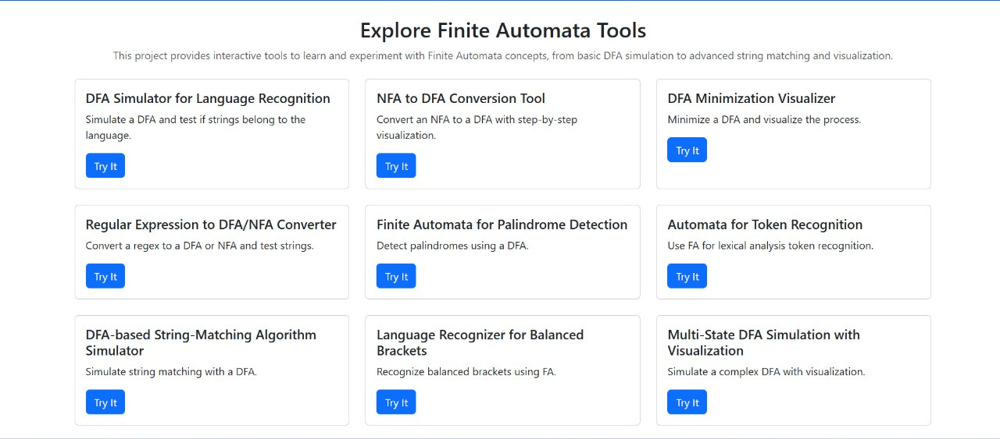 Explore Finite Automata Tools
This project provides interactive tools to learn and experiment with Finite Automata concepts, from basic DFA simulation to advanced string matching and visualization.
DFA Simulator for Language Recognition
Simulate a DFA and test if strings belong to the
language.
Try It
NFA to DFA Conversion Tool
Convert an NFA to a DFA with step-by-step
visualization.
Try It
DFA Minimization Visualizer
Minimize a DFA and visualize the process.
Try It
Regular Expression to DFA/NFA Converter
Convert a regex to a DFA or NFA and test strings.
Try It
Finite Automata for Palindrome Detection
Detect palindromes using a DFA.
Try It
Automata for Token Recognition
Use FA for lexical analysis token recognition.
Try It
DFA-based String-Matching Algorithm
Simulator
Simulate string matching with a DFA.
Try It
Language Recognizer for Balanced
Brackets
Recognize balanced brackets using FA.
Try It
Multi-State DFA Simulation with
Visualization
Simulate a complex DFA with visualization.
Try It